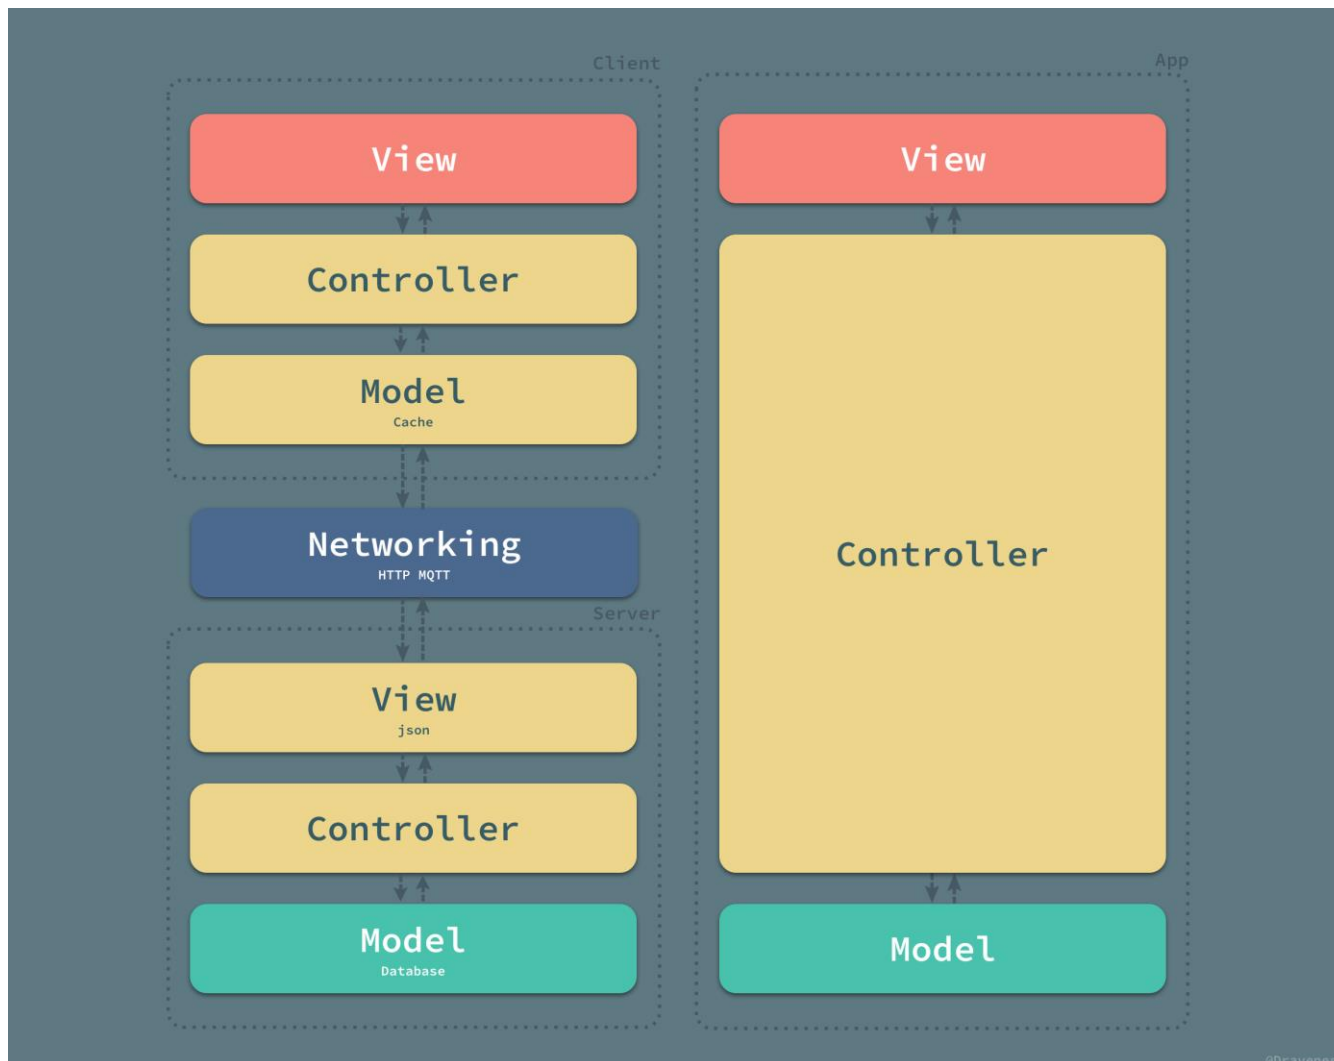 Client
View
Controller
Model
Cache
Networking
HTTP MQTT
Server
View
json
Controller
Model
Database
App
View
Controller
Model